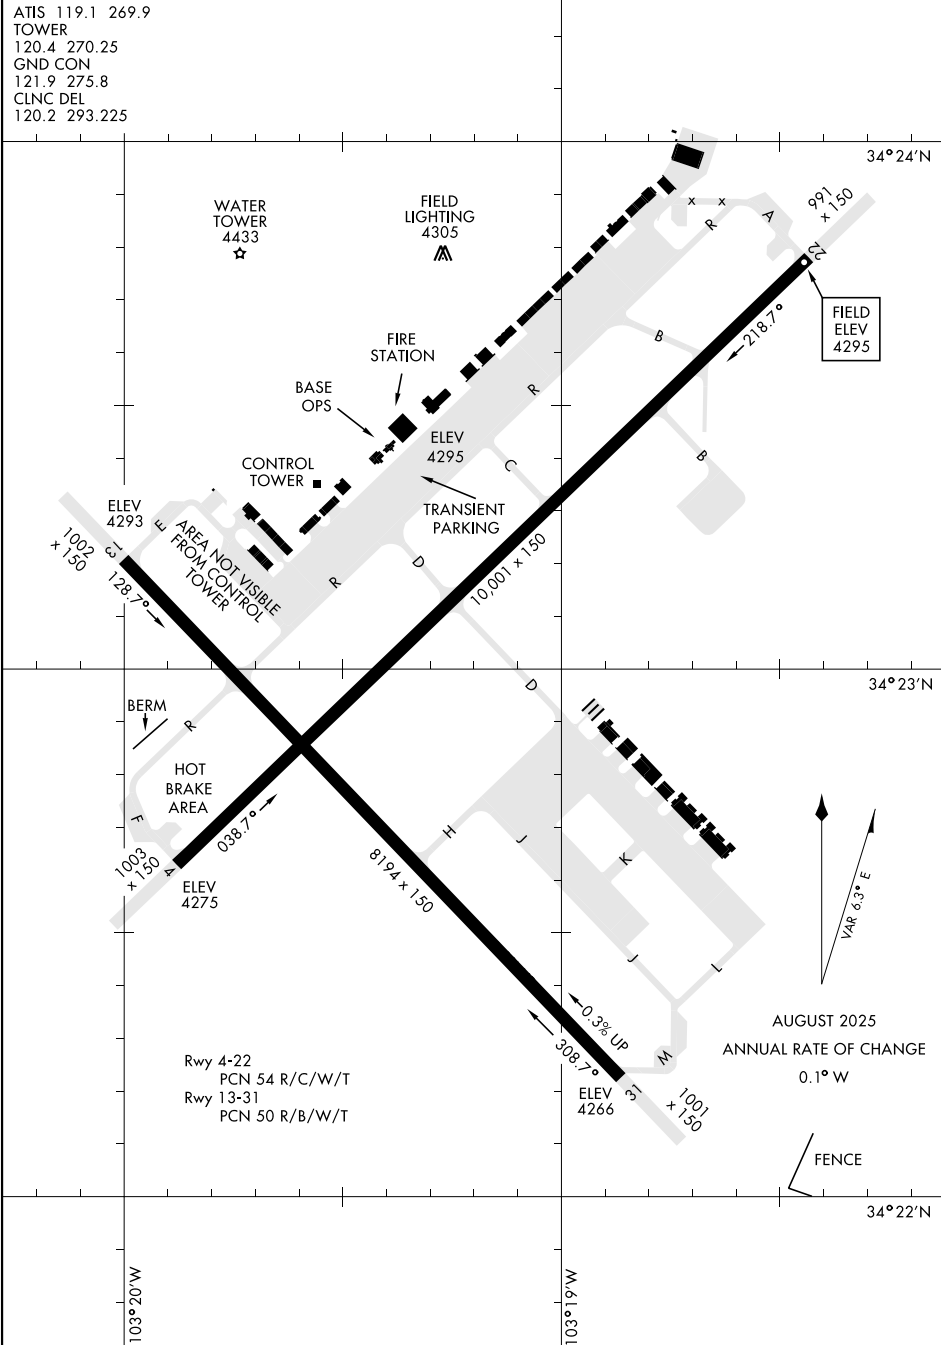 ATIS 119.1 269.9
TOWER
120.4 270.25
GND CON
121.9 275.8
CLNC DEL
120.2 293.225
34°24'N
WATER
TOWER
4433
FIELD
LIGHTING
4305
x x
R
A
991
x 150
22
FIELD
ELEV
4295
218.7°
B
FIRE
STATION
BASE
OPS
R
ELEV
4295
B
C
CONTROL
TOWER
TRANSIENT
PARKING
ELEV
4293
E
AREA NOT VISIBLE
FROM CONTROL
TOWER
1002
x 150
13
128.7°
D
R
10,001 x 150
34°23'N
D
BERM
R
HOT
BRAKE
AREA
F
038.7°
H
J
K
1003
x 150
4
ELEV
4275
8194 x 150
VAR 6.3° E
J
L
0.3% UP
308.7°
M
AUGUST 2025
ANNUAL RATE OF CHANGE
0.1° W
Rwy 4-22
PCN 54 R/C/W/T
Rwy 13-31
PCN 50 R/B/W/T
ELEV
4266
31
1001
x 150
FENCE
34°22'N
103°20'W
103°19'W